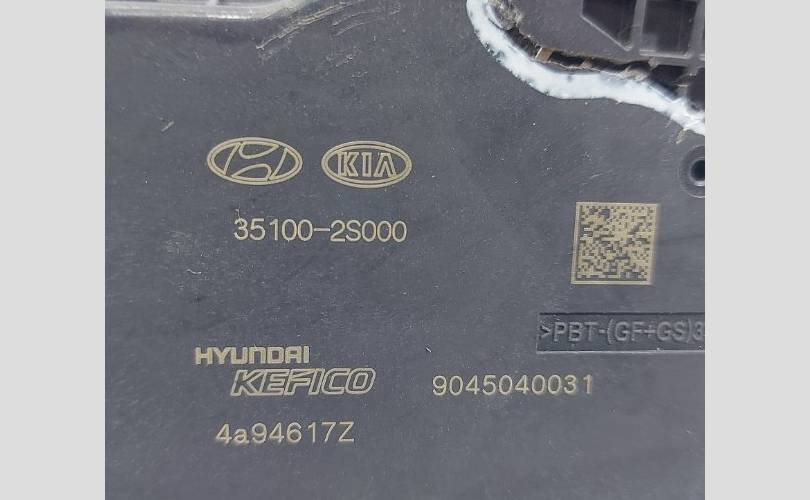 KIA
35100-2S000
>PBT-(GF+GS)3
HYUNDAI
KEFICO
9045040031
4a94617Z